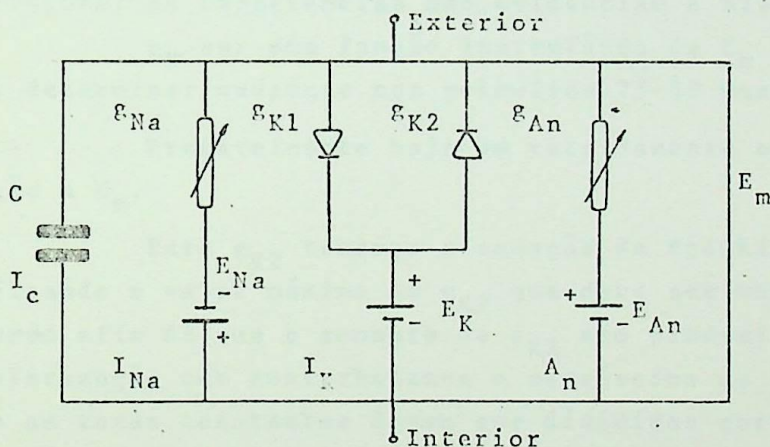 Exterior
g_Na g_K1 g_K2 g_An
C
E_m
I_c
E_Na
-
+
+
-
E_K
+
-
E_An
I_Na
I_K
A_n
Interior